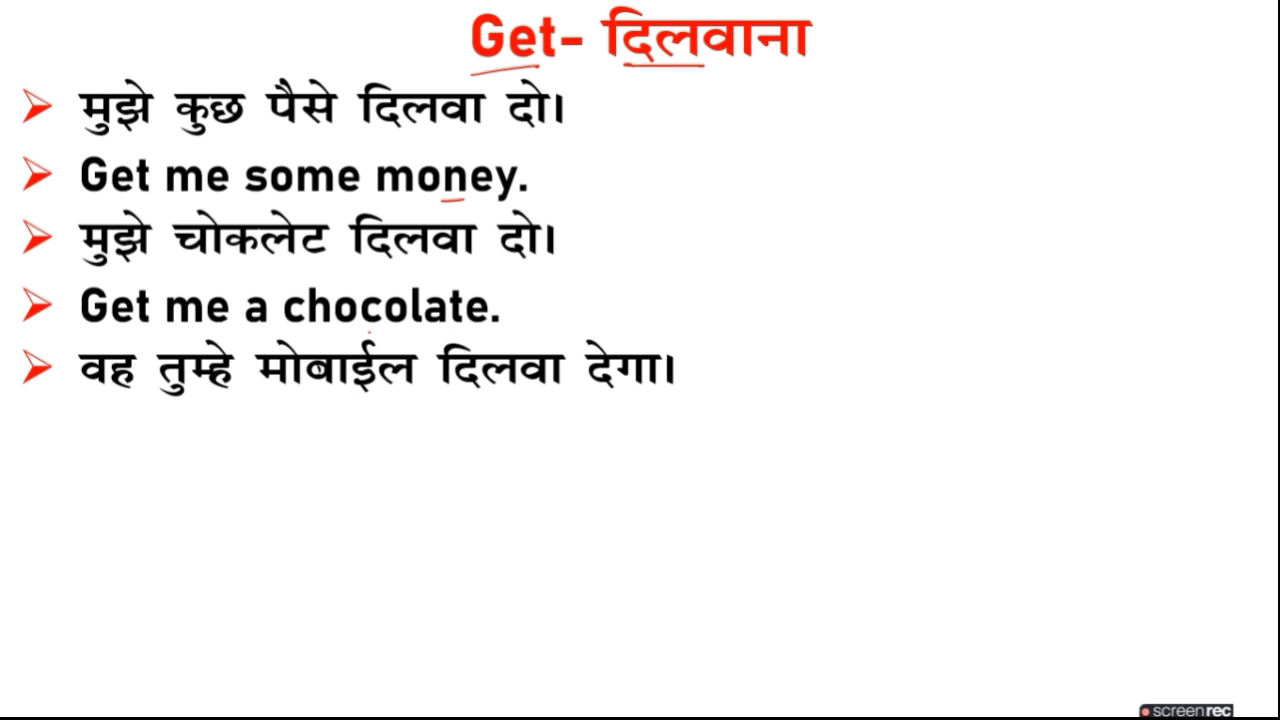 Get- दिलवाना
➢ मुझे कुछ पैसे दिलवा दो।
➢ Get me some money.
➢ मुझे चोकलेट दिलवा दो।
➢ Get me a chocolate.
➢ वह तुम्हे मोबाईल दिलवा देगा।
screenrec